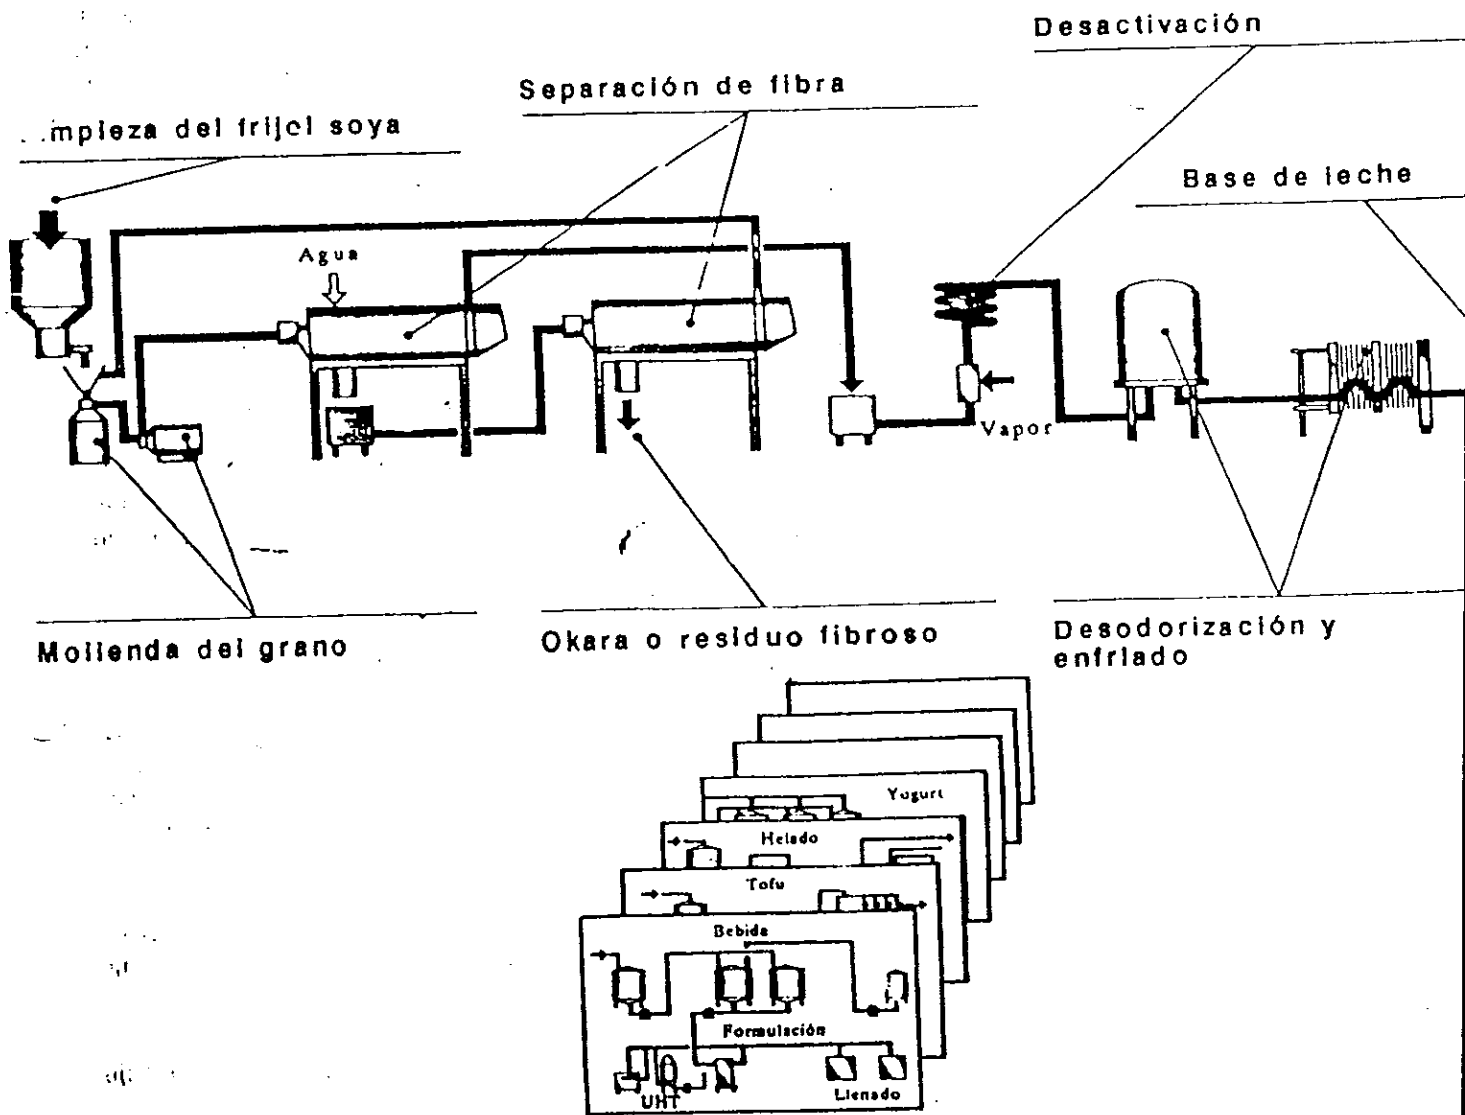 Desactivación
Separación de fibra
..mpieza del frijol soya
Base de leche
Agua
Vapor
Molienda del grano
Okara o residuo fibroso
Desodorización y
enfriado
Yogurt
Helado
Tofu
Bebida
Formulación
UHT
Llenado